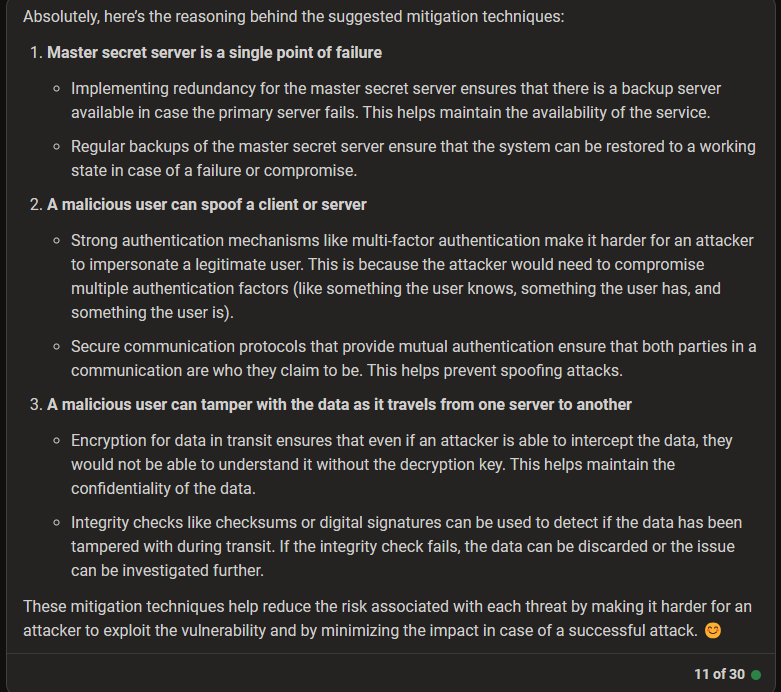 Absolutely, here's the reasoning behind the suggested mitigation techniques:
1. Master secret server is a single point of failure
Implementing redundancy for the master secret server ensures that there is a backup server
available in case the primary server fails. This helps maintain the availability of the service.
Regular backups of the master secret server ensure that the system can be restored to a working
state in case of a failure or compromise.
2. A malicious user can spoof a client or server
Strong authentication mechanisms like multi-factor authentication make it harder for an attacker
to impersonate a legitimate user. This is because the attacker would need to compromise
multiple authentication factors (like something the user knows, something the user has, and
something the user is).
Secure communication protocols that provide mutual authentication ensure that both parties in a
communication are who they claim to be. This helps prevent spoofing attacks.
3. A malicious user can tamper with the data as it travels from one server to another
Encryption for data in transit ensures that even if an attacker is able to intercept the data, they
would not be able to understand it without the decryption key. This helps maintain the
confidentiality of the data.
Integrity checks like checksums or digital signatures can be used to detect if the data has been
tampered with during transit. If the integrity check fails, the data can be discarded or the issue
can be investigated further.
These mitigation techniques help reduce the risk associated with each threat by making it harder for an
attacker to exploit the vulnerability and by minimizing the impact in case of a successful attack. 😊
11 of 30